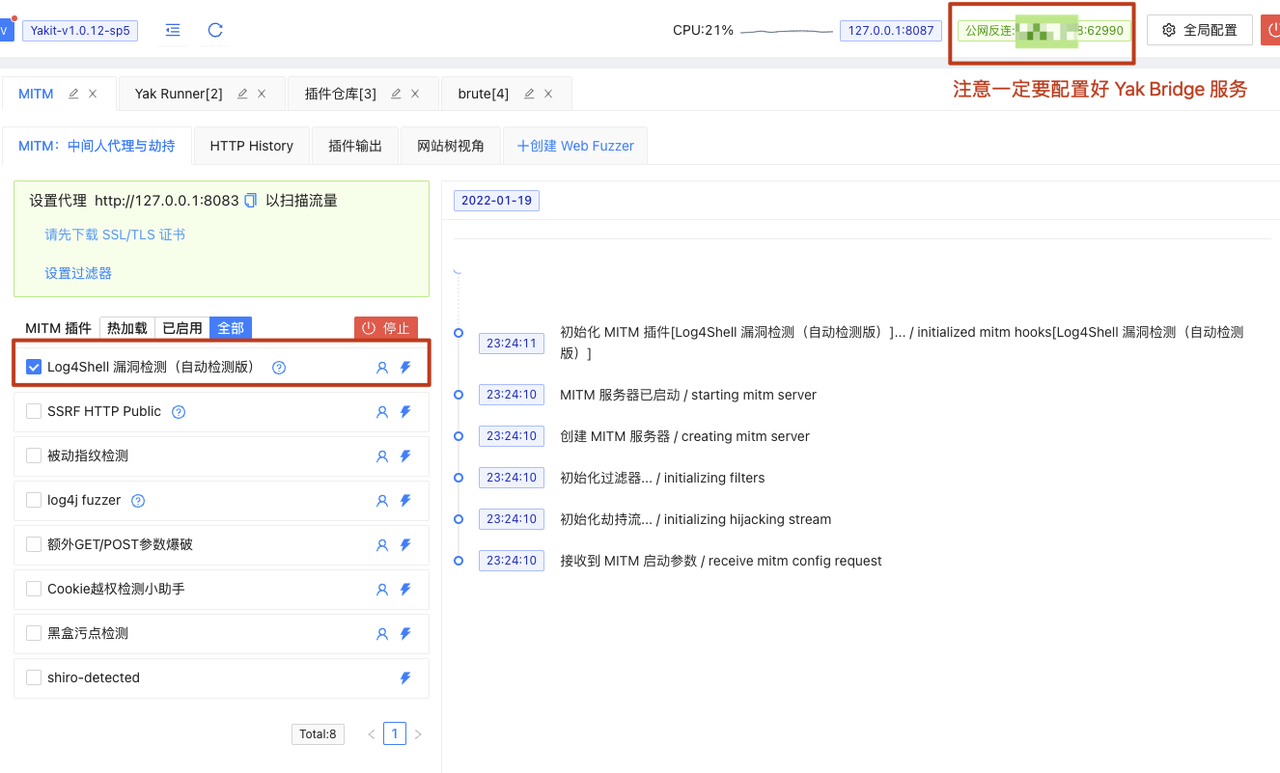 v
Yakit-v1.0.12-sp5
CPU:21%
127.0.0.1:8087
公网反连:
8:62990
全局配置
MITM
Yak Runner[2]
插件仓库[3]
brute[4]
注意一定要配置好 Yak Bridge 服务
MITM：中间人代理与劫持
HTTP History
插件输出
网站树视角
+创建 Web Fuzzer
设置代理 http://127.0.0.1:8083 以扫描流量
请先下载 SSL/TLS 证书
设置过滤器
MITM 插件
热加载
已启用
全部
停止
Log4Shell 漏洞检测（自动检测版）
SSRF HTTP Public
被动指纹检测
log4j fuzzer
额外GET/POST参数爆破
Cookie越权检测小助手
黑盒污点检测
shiro-detected
Total:8
< 1 >
2022-01-19
23:24:11
初始化 MITM 插件[Log4Shell 漏洞检测（自动检测版）]... / initialized mitm hooks[Log4Shell 漏洞检测（自动检测
版）]
23:24:10
MITM 服务器已启动 / starting mitm server
23:24:10
创建 MITM 服务器 / creating mitm server
23:24:10
初始化过滤器... / initializing filters
23:24:10
初始化劫持流... / initializing hijacking stream
23:24:10
接收到 MITM 启动参数 / receive mitm config request